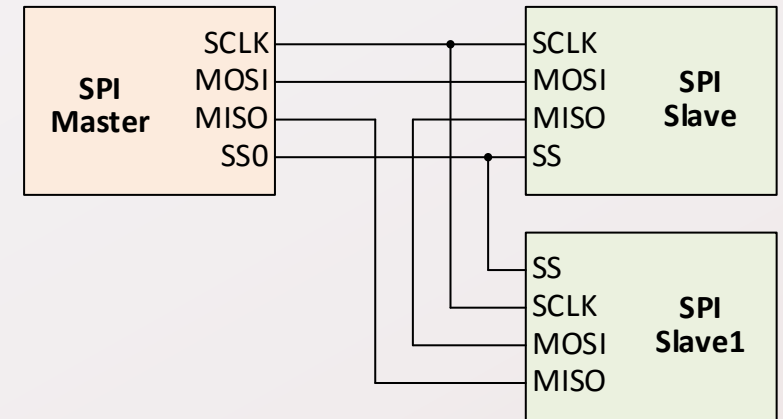 SPI
Master
SCLK
MOSI
MISO
SS0
SCLK
MOSI
MISO
SS
SPI
Slave
SS
SCLK
MOSI
MISO
SPI
Slave1